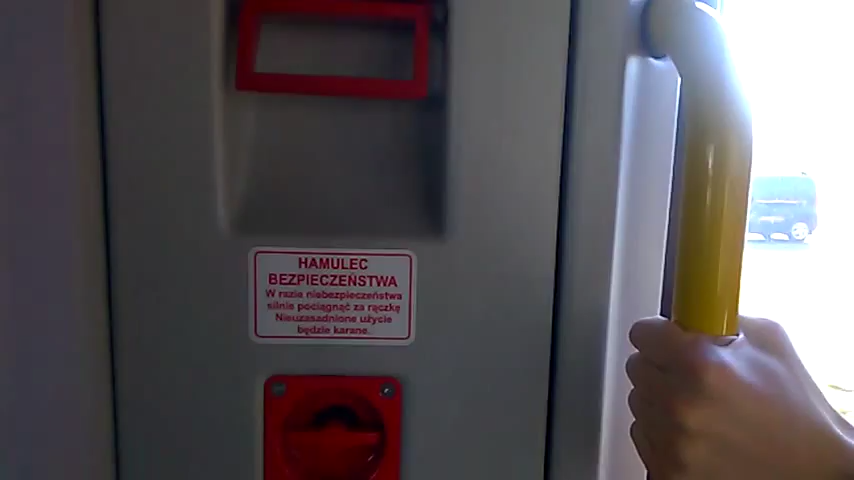 HAMULEC
BEZPIECZEŃSTWA
W razie niebezpieczeństwa
silnie pociągnąć za rączkę
Nieuzasadnione użycie
będzie karane.